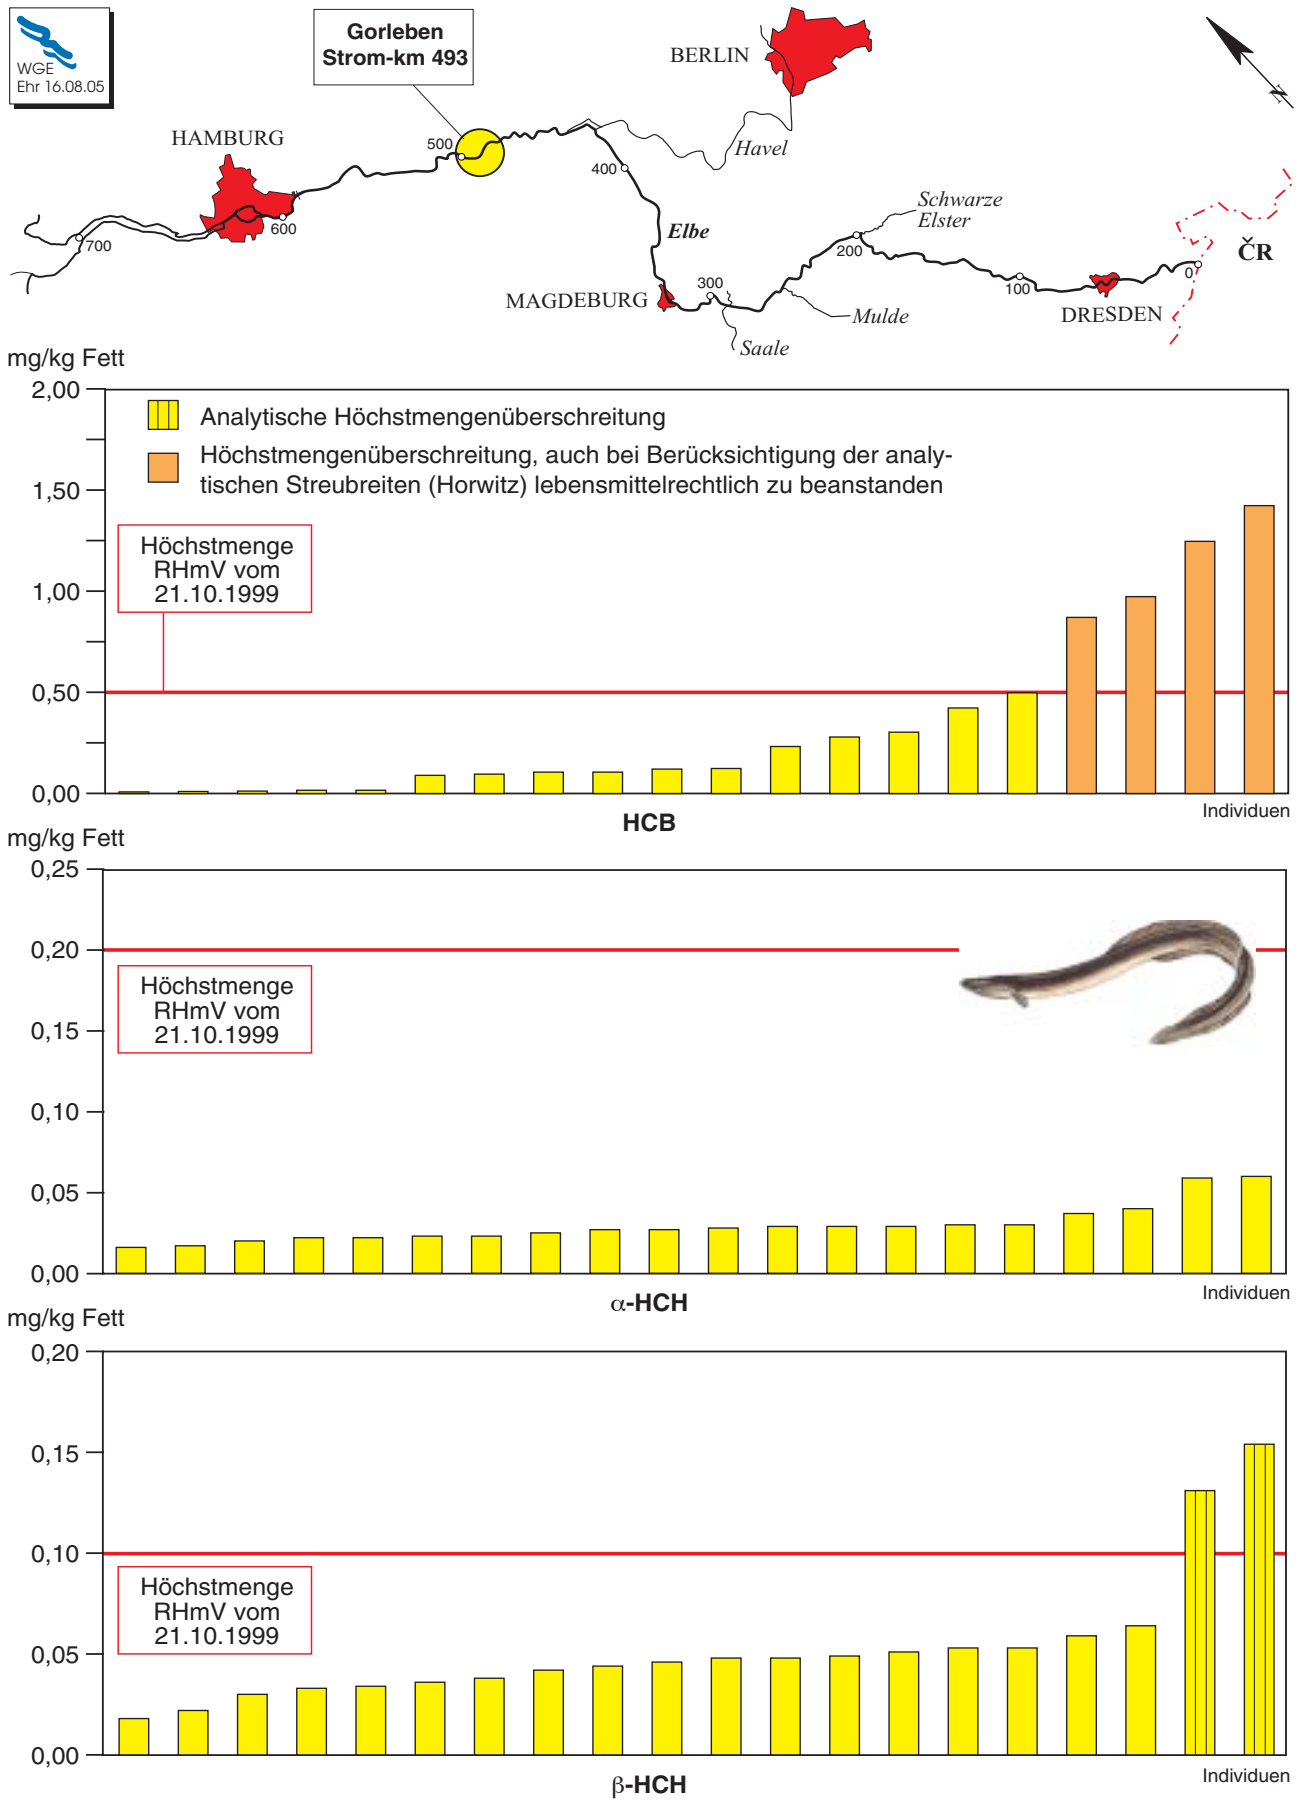 WGE
Ehr 16.08.05
Gorleben
Strom-km 493
BERLIN
N
HAMBURG
500
Havel
400
Schwarze
Elster
600
Elbe
700
200
ČR
0
300
100
MAGDEBURG
Mulde
DRESDEN
Saale
mg/kg Fett
2,00
Analytische Höchstmengenüberschreitung
Höchstmengenüberschreitung, auch bei Berücksichtigung der analy-
tischen Streubreiten (Horwitz) lebensmittelrechtlich zu beanstanden
1,50
Höchstmenge
RHmV vom
21.10.1999
1,00
0,50
0,00
Individuen
HCB
mg/kg Fett
0,25
0,20
Höchstmenge
RHmV vom
21.10.1999
0,15
0,10
0,05
0,00
Individuen
α-HCH
mg/kg Fett
0,20
0,15
0,10
Höchstmenge
RHmV vom
21.10.1999
0,05
0,00
Individuen
β-HCH